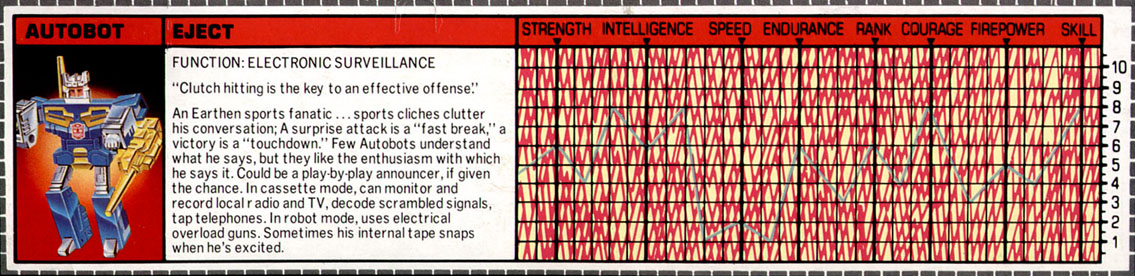 AUTOBOT
EJECT
STRENGTH INTELLIGENCE SPEED ENDURANCE RANK COURAGE FIREPOWER SKILL
FUNCTION: ELECTRONIC SURVEILLANCE
“Clutch hitting is the key to an effective offense.”
An Earthen sports fanatic ... sports cliches clutter
his conversation; A surprise attack is a “fast break,” a
victory is a “touchdown.” Few Autobots understand
what he says, but they like the enthusiasm with which
he says it. Could be a play-by-play announcer, if given
the chance. In cassette mode, can monitor and
record local radio and TV, decode scrambled signals,
tap telephones. In robot mode, uses electrical
overload guns. Sometimes his internal tape snaps
when he's excited.
10
9
8
7
6
5
4
3
2
1